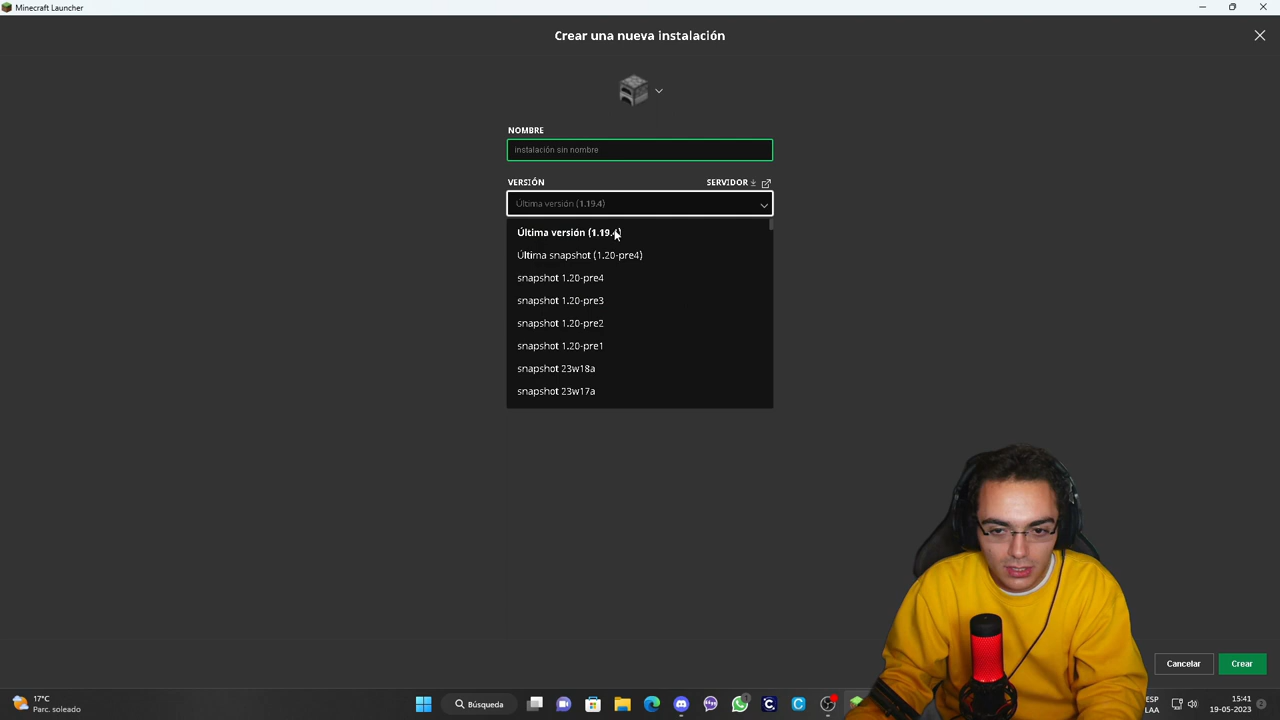 Minecraft Launcher
Crear una nueva instalación
NOMBRE
instalación sin nombre
VERSIÓN
SERVIDOR
Última versión (1.19.4)
Última versión (1.19.4)
Última snapshot (1.20-pre4)
snapshot 1.20-pre4
snapshot 1.20-pre3
snapshot 1.20-pre2
snapshot 1.20-pre1
snapshot 23w18a
snapshot 23w17a
Cancelar
Crear
17°C
Parc. soleado
Búsqueda
1
ESP
LAA
15:41
19-05-2023
2